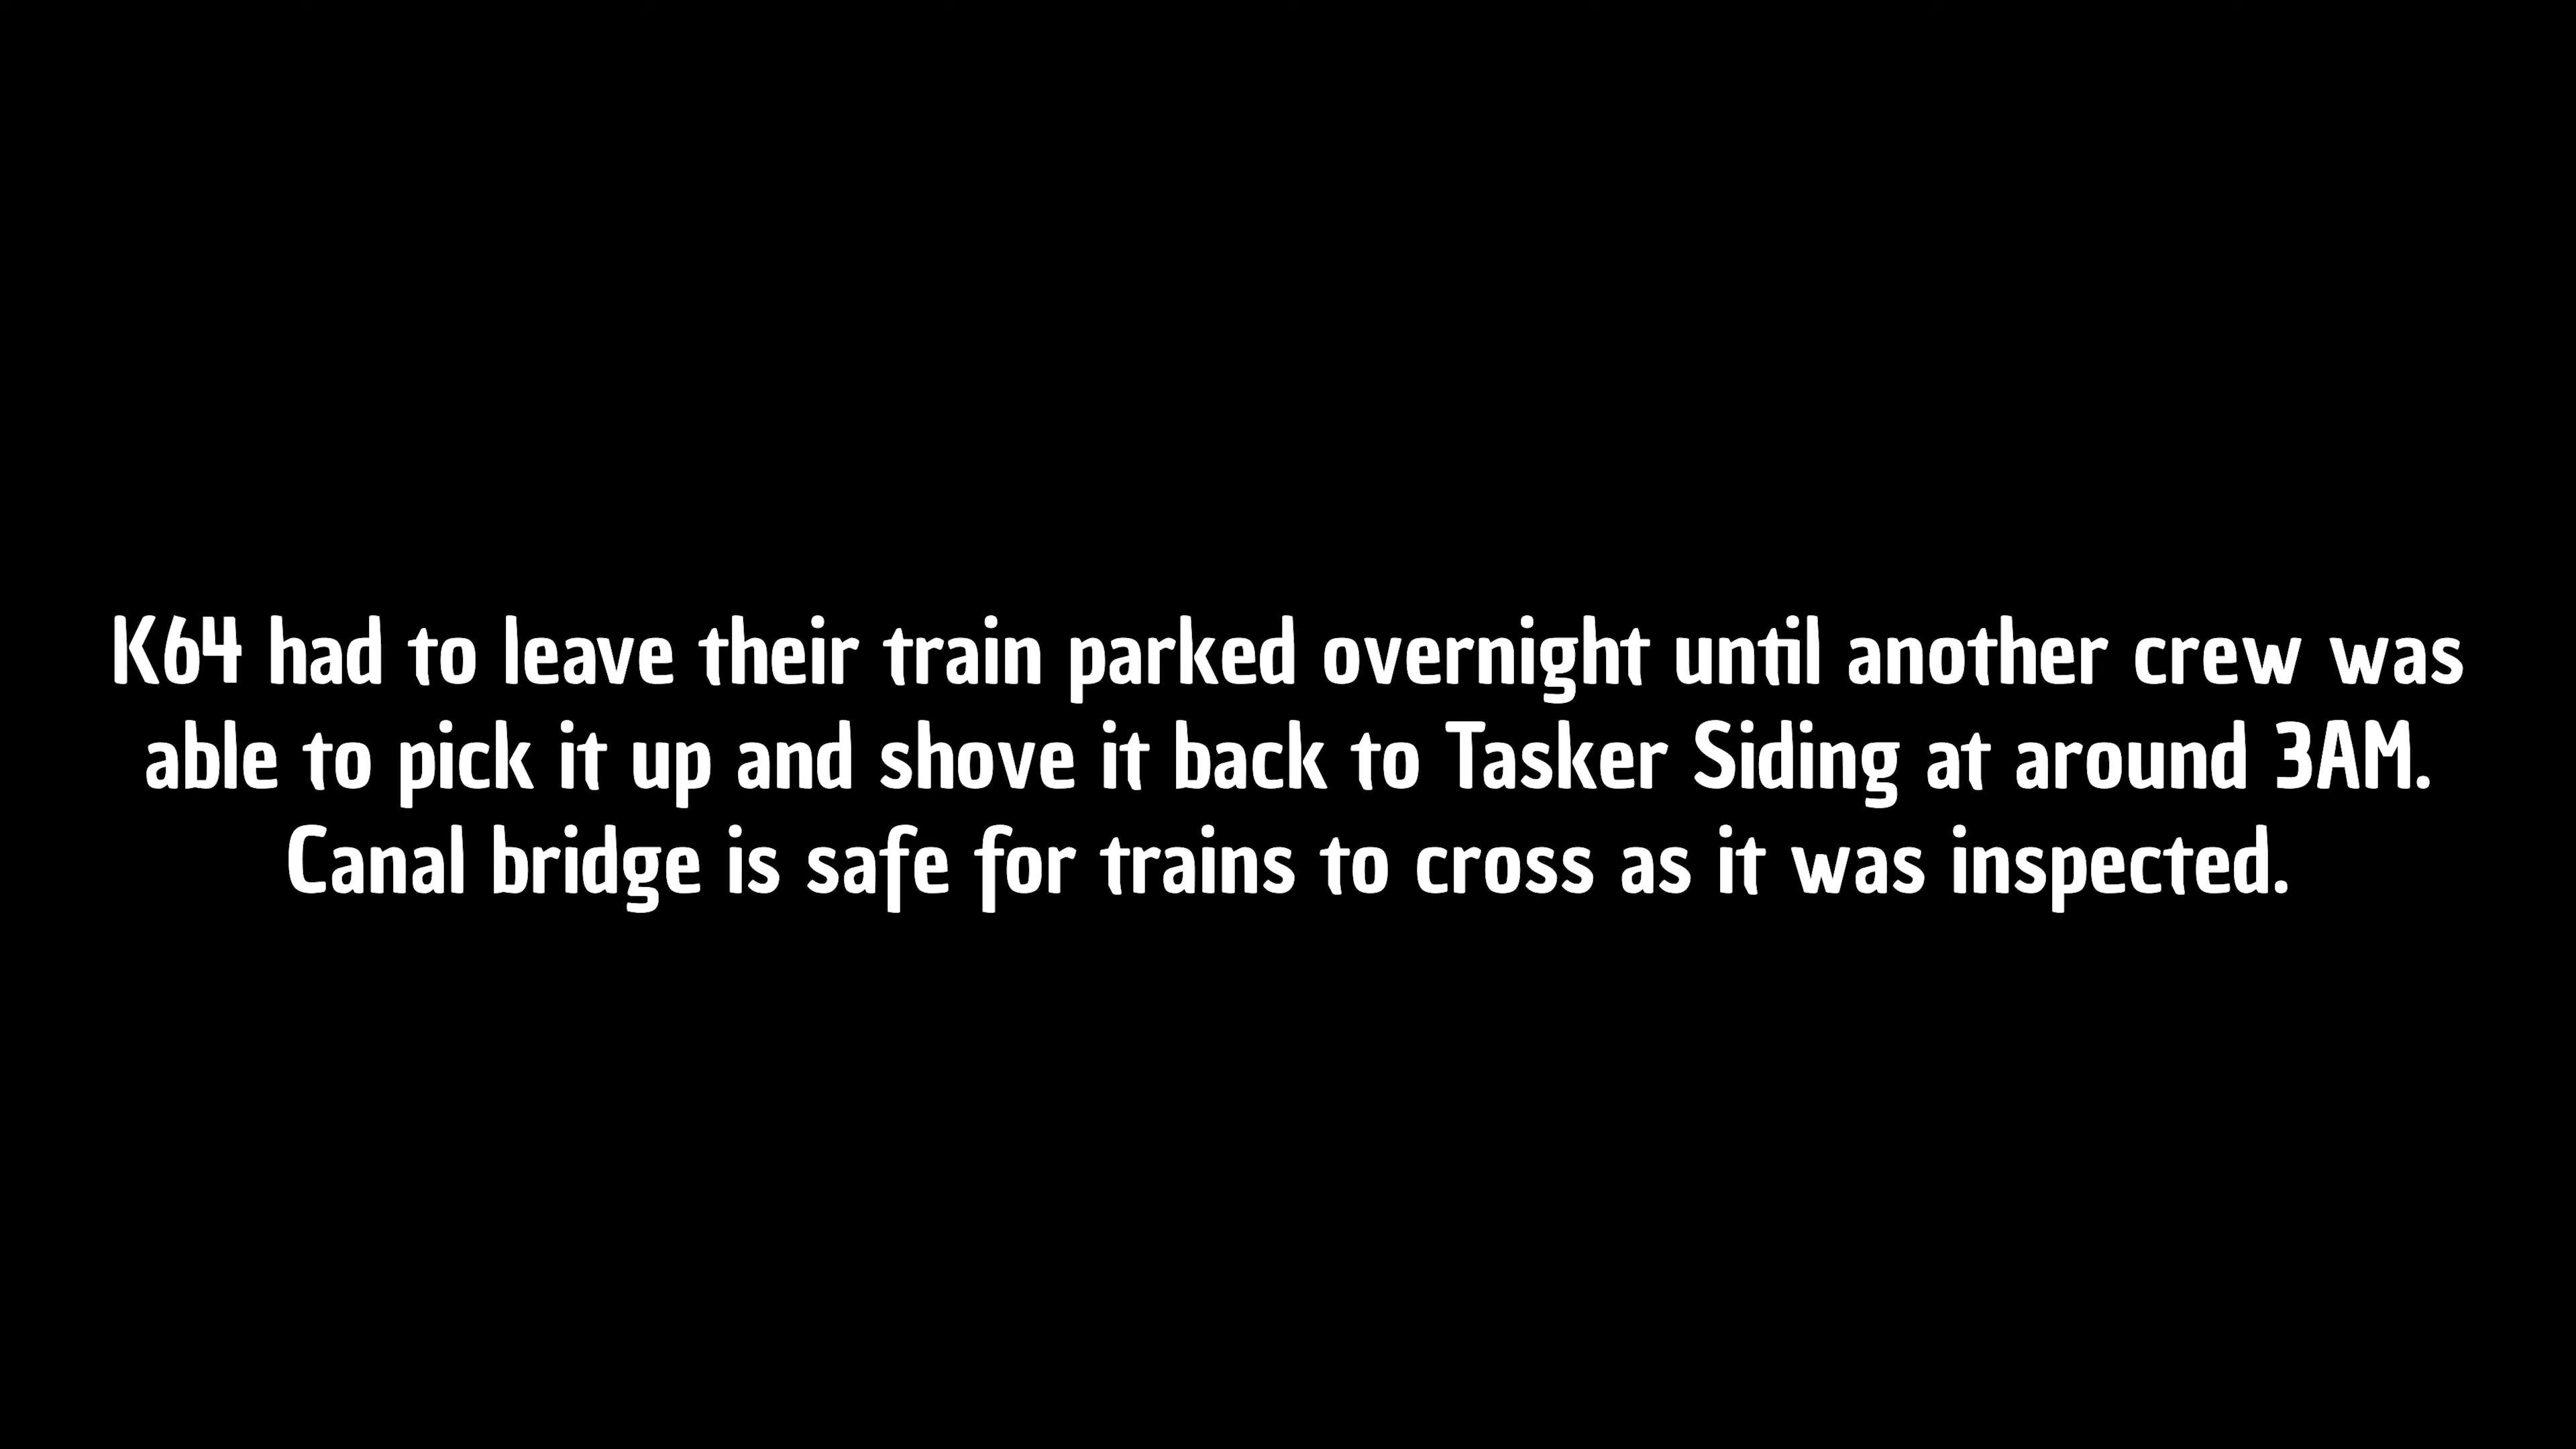 K64 had to leave their train parked overnight until another crew was
able to pick it up and shove it back to Tasker Siding at around 3AM.
Canal bridge is safe for trains to cross as it was inspected.